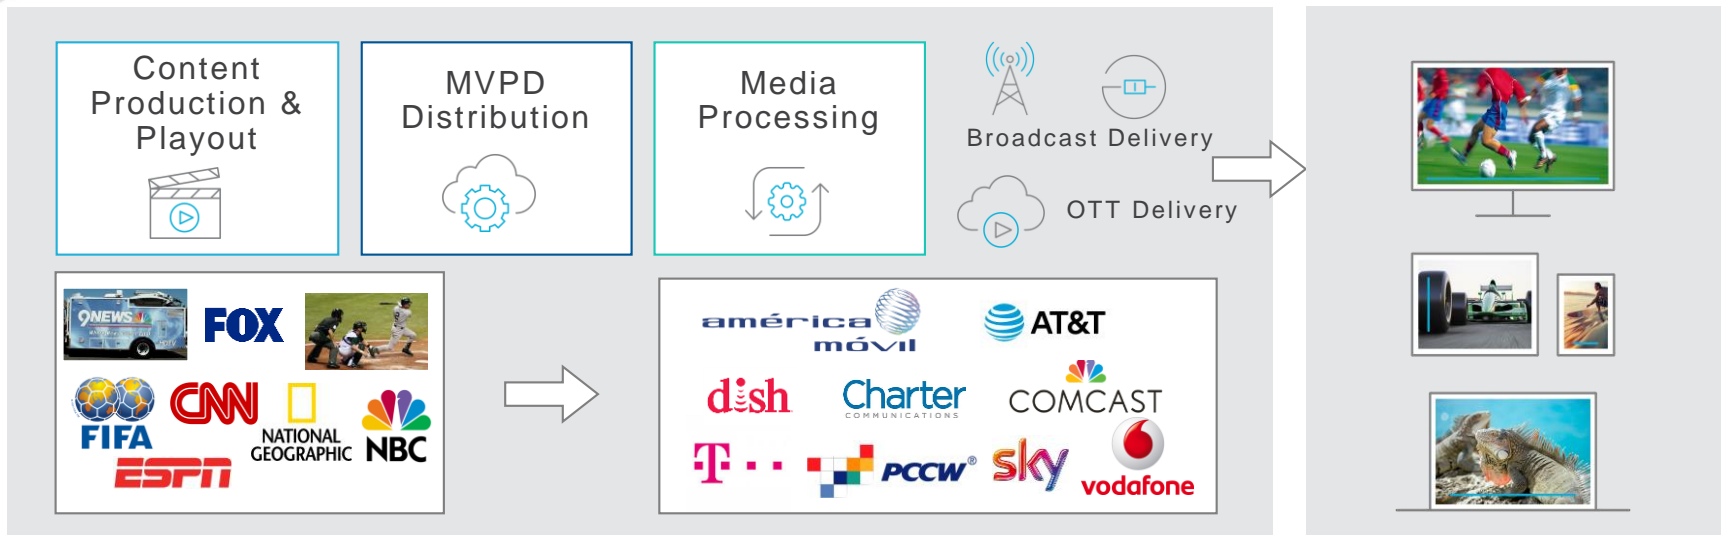 Content
Production &
Playout
MVPD
Distribution
Media
Processing
Broadcast Delivery
OTT Delivery
9NEWS
FOX
FIFA
CNN
NATIONAL
GEOGRAPHIC
NBC
ESPN
américa
móvil
AT&T
dish
Charter
COMMUNICATIONS
COMCAST
T
PCCW®
sky
vodafone